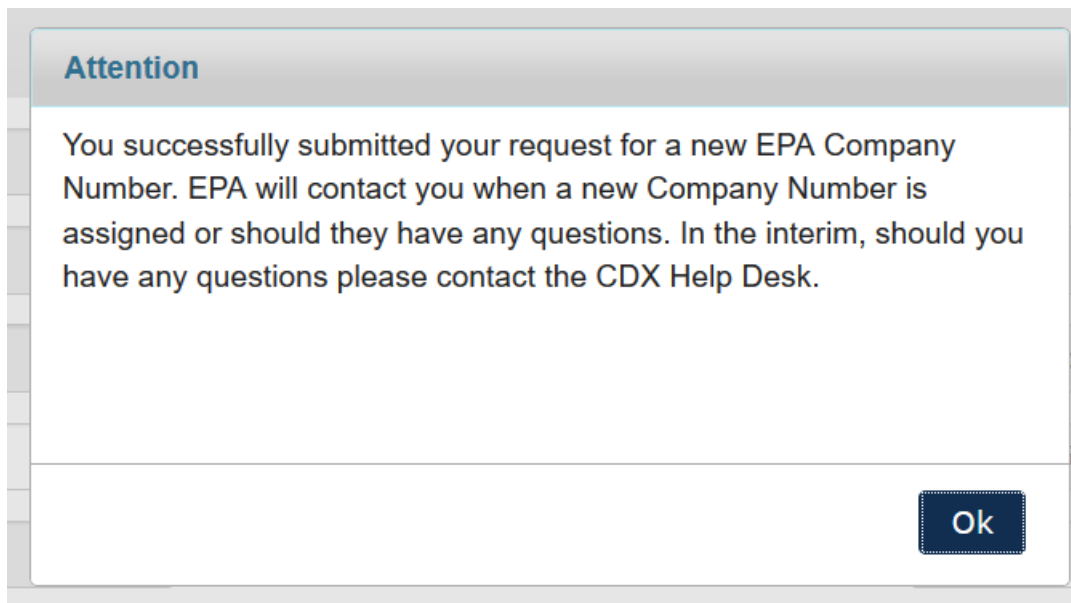 Attention
You successfully submitted your request for a new EPA Company
Number. EPA will contact you when a new Company Number is
assigned or should they have any questions. In the interim, should you
have any questions please contact the CDX Help Desk.
Ok